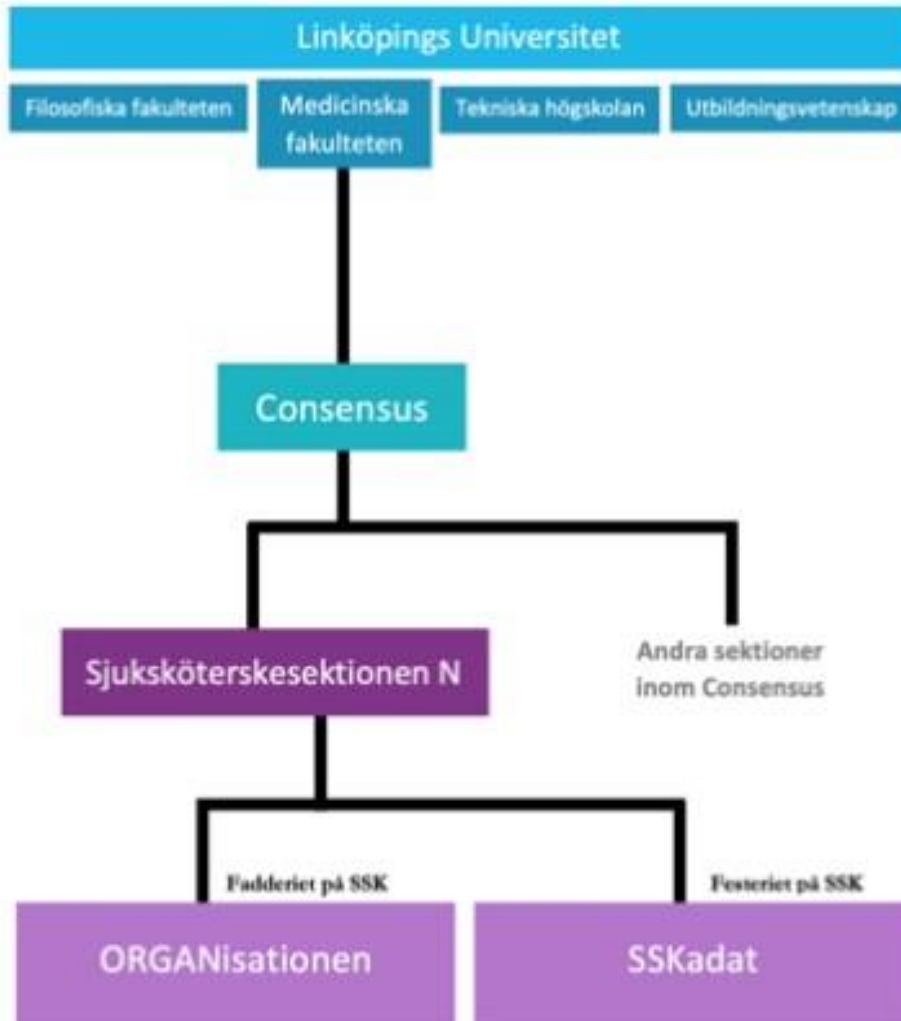 Linköpings Universitet
Filosofiska fakulteten
Medicinska
fakulteten
Tekniska högskolan
Utbildningsvetenskap
Consensus
Sjuksköterskesektionen N
Andra sektioner
inom Consensus
Fadderiet på SSK
Festeriet på SSK
ORGANisationen
SSKadat